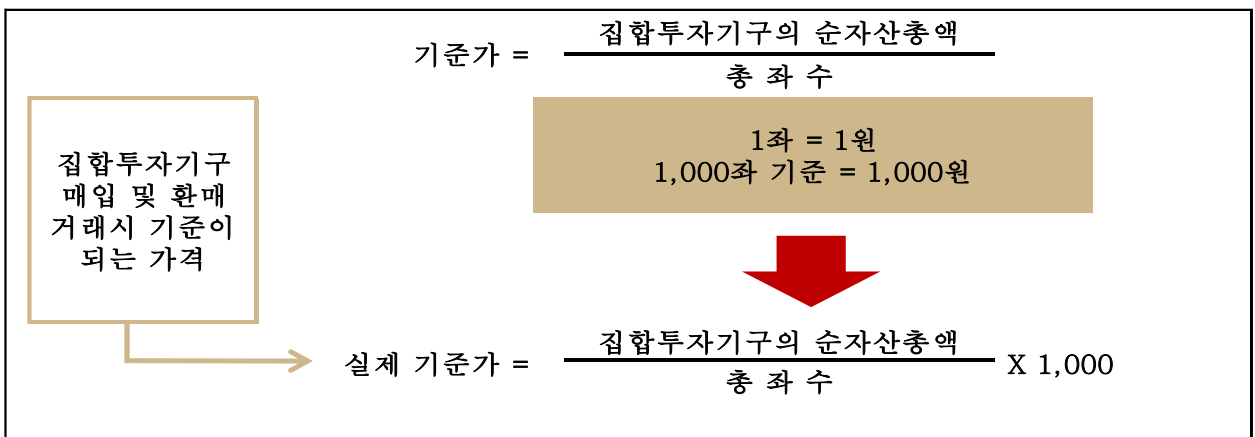 기준가 =
집합투자기구의 순자산총액
총 좌 수
1좌 = 1원
1,000좌 기준 = 1,000원
집합투자기구
매입 및 환매
거래시 기준이
되는 가격
실제 기준가 =
집합투자기구의 순자산총액
총 좌 수
X 1,000